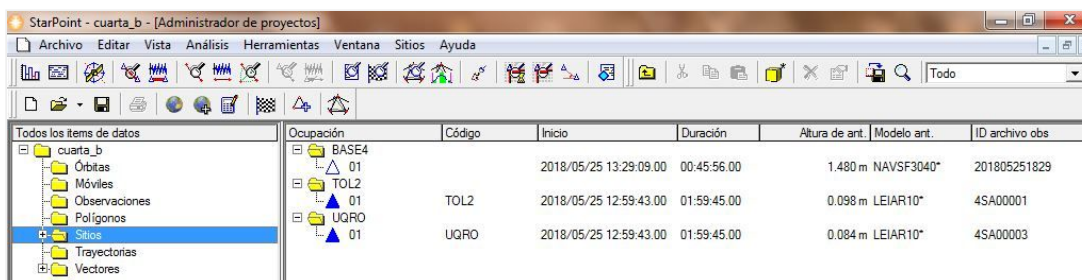 StarPoint - cuarta_b - [Administrador de proyectos]
Archivo Editar Vista Análisis Herramientas Ventana Sitios Ayuda
Todo
Todos los items de datos
cuarta_b
Órbitas
Móviles
Observaciones
Polígonos
Sitios
Trayectorias
Vectores
Ocupación Código Inicio Duración Altura de ant. Modelo ant. ID archivo obs
BASE4
01 2018/05/25 13:29:09.00 00:45:56.00 1.480 m NAVSF3040* 201805251829
TOL2
01 TOL2 2018/05/25 12:59:43.00 01:59:45.00 0.098 m LEIAR10* 4SA00001
UQRO
01 UQRO 2018/05/25 12:59:43.00 01:59:45.00 0.084 m LEIAR10* 4SA00003